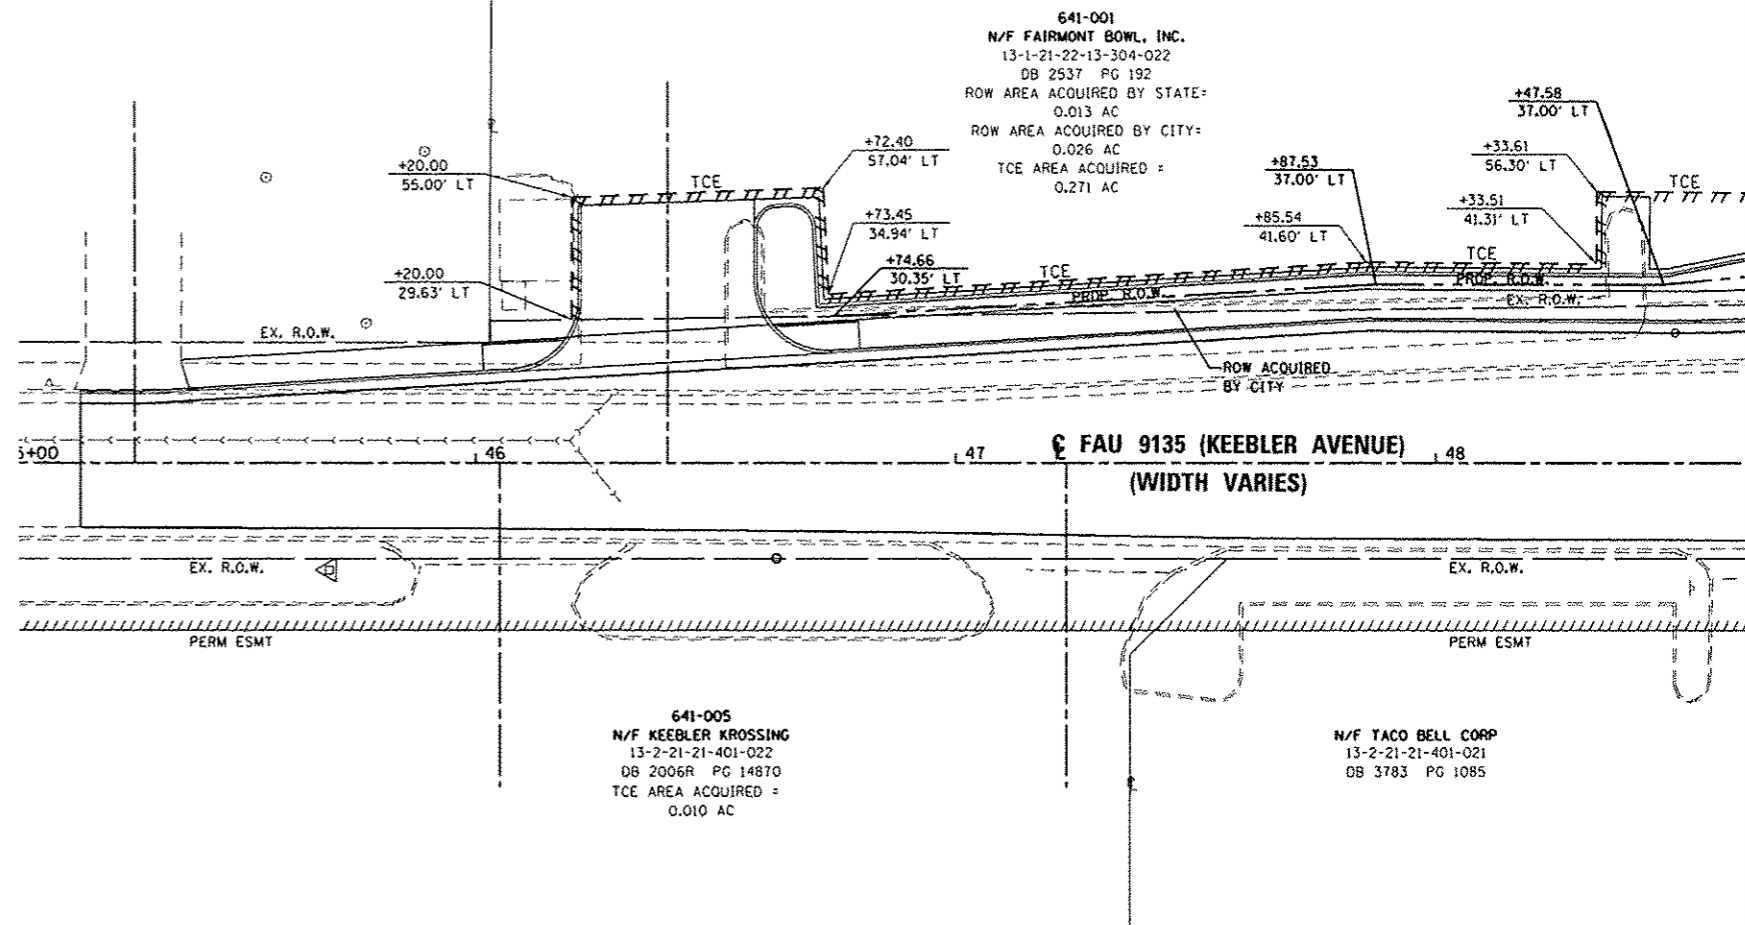 641-001
N/F FAIRMONT BOWL, INC.
13-1-21-22-13-304-022
DB 2537 PG 192
ROW AREA ACQUIRED BY STATE=
0.013 AC
ROW AREA ACQUIRED BY CITY=
0.026 AC
TCE AREA ACQUIRED =
0.271 AC
+47.58
37.00' LT
+72.40
57.04' LT
+33.61
56.30' LT
+20.00
55.00' LT
+87.53
37.00' LT
TCE
TCE
+73.45
34.94' LT
+85.54
41.60' LT
+33.51
41.31' LT
+20.00
29.63' LT
+74.66
30.35' LT
TCE
TCE
PROP. R.O.W.
PROP. R.O.W.
EX. R.O.W.
EX. R.O.W.
ROW ACQUIRED
BY CITY
5+00
46
47
℄ FAU 9135 (KEEBLER AVENUE)
48
(WIDTH VARIES)
EX. R.O.W.
EX. R.O.W.
PERM ESMT
PERM ESMT
641-005
N/F KEEBLER KROSSING
13-2-21-21-401-022
DB 2006R PG 14870
TCE AREA ACQUIRED =
0.010 AC
N/F TACO BELL CORP
13-2-21-21-401-021
DB 3783 PG 1085